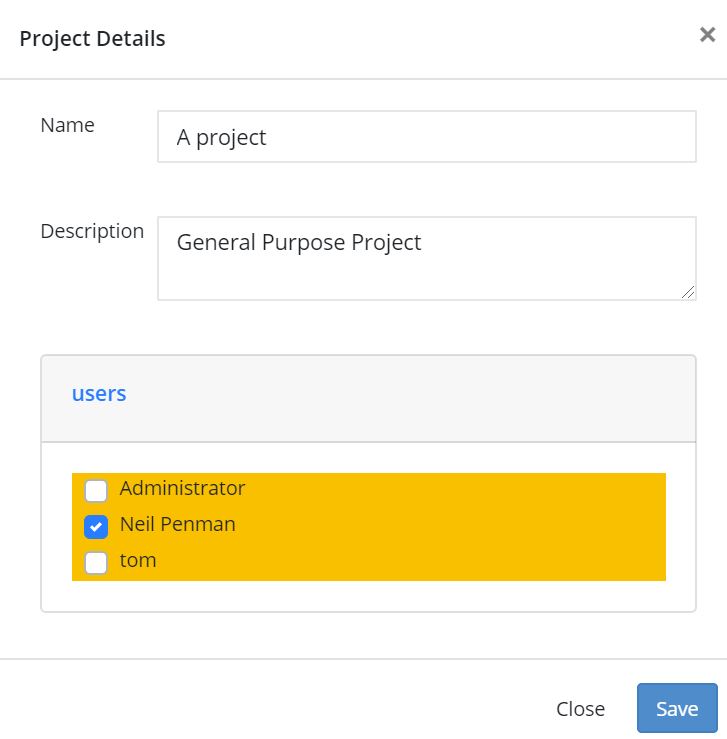 Project Details ×
Name
A project
Description
General Purpose Project
users
Administrator
Neil Penman
tom
Close
Save